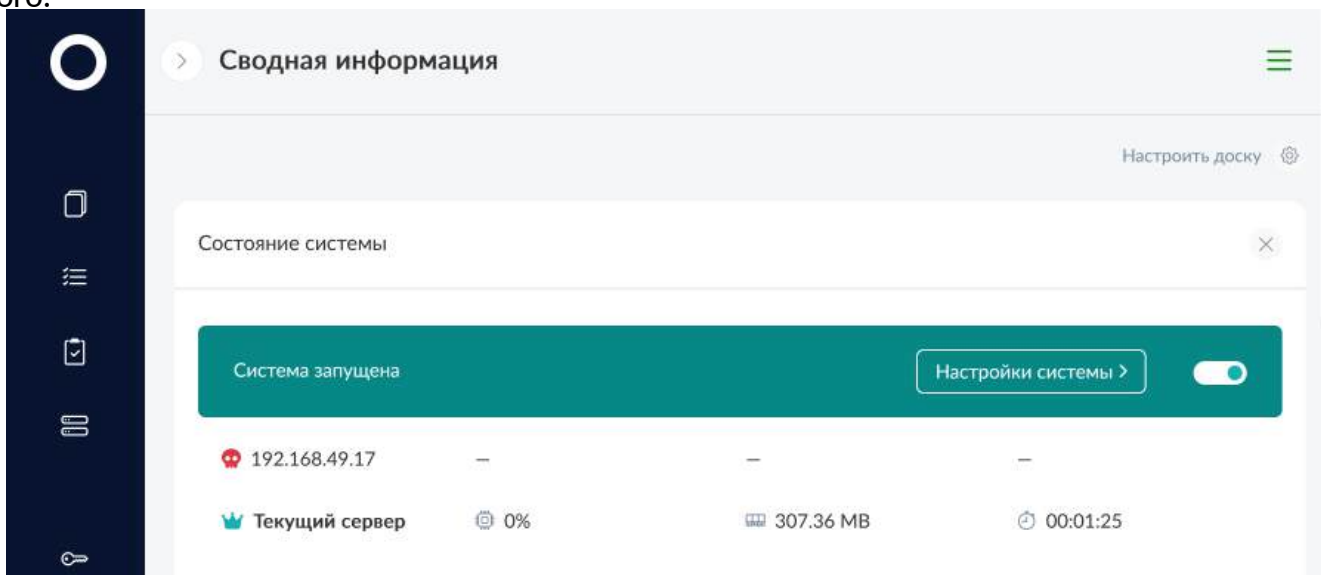 Сводная информация
Настроить доску
Состояние системы
Система запущена Настройки системы >
192.168.49.17 – – –
Текущий сервер 0% 307.36 MB 00:01:25